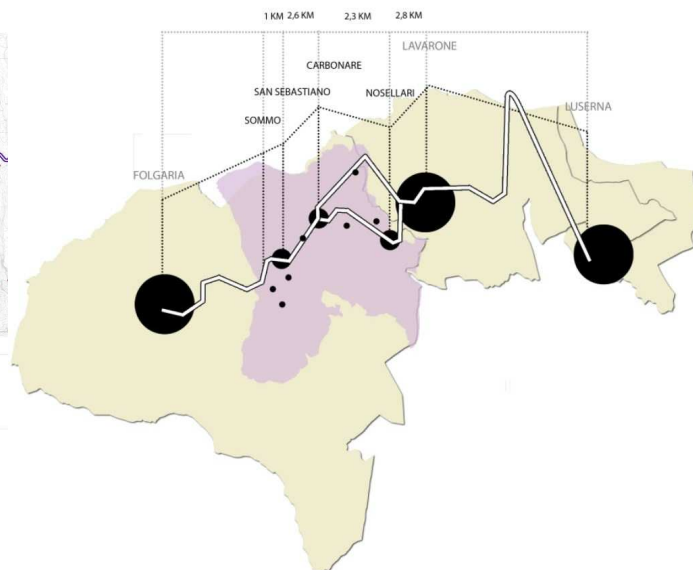 1 KM 2,6 KM 2,3 KM 2,8 KM
LAVARONE
CARBONARE
SAN SEBASTIANO NOSELLARI
LUSERNA
SOMMO
FOLGARIA